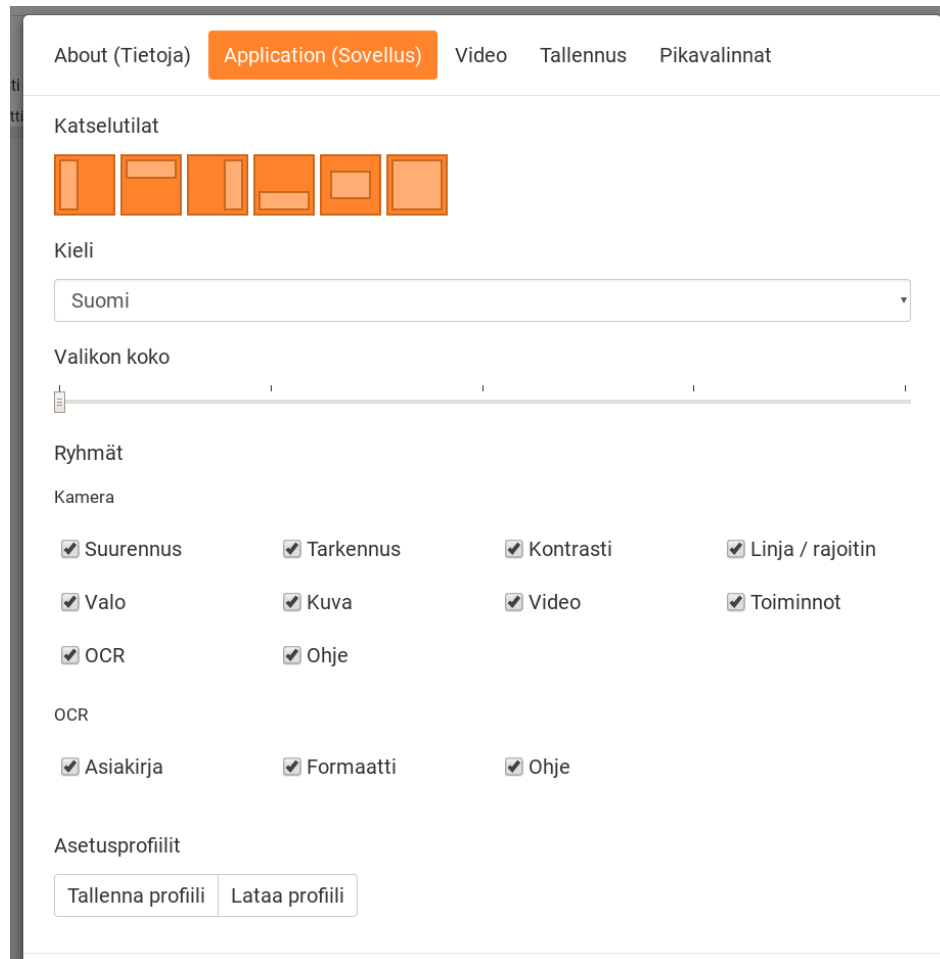 About (Tietoja) Application (Sovellus) Video Tallennus Pikavalinnat
Katselutilat
Kieli
Suomi
Valikon koko
Ryhmät
Kamera
Suurennus Tarkennus Kontrasti Linja / rajoitin
Valo Kuva Video Toiminnot
OCR Ohje
OCR
Asiakirja Formaatti Ohje
Asetusprofiilit
Tallenna profiili Lataa profiili